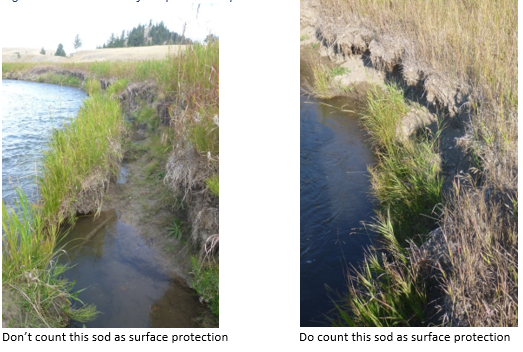 Don't count this sod as surface protection
Do count this sod as surface protection